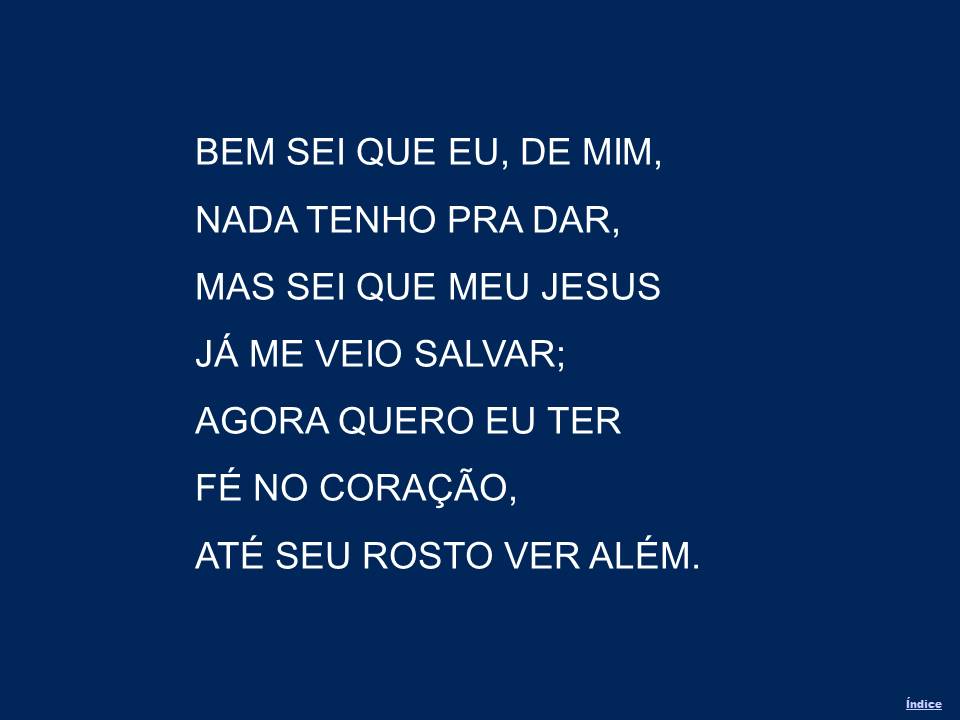 BEM SEI QUE EU, DE MIM,
NADA TENHO PRA DAR,
MAS SEI QUE MEU JESUS
JÁ ME VEIO SALVAR;
AGORA QUERO EU TER
FÉ NO CORAÇÃO,
ATÉ SEU ROSTO VER ALÉM.
Índice